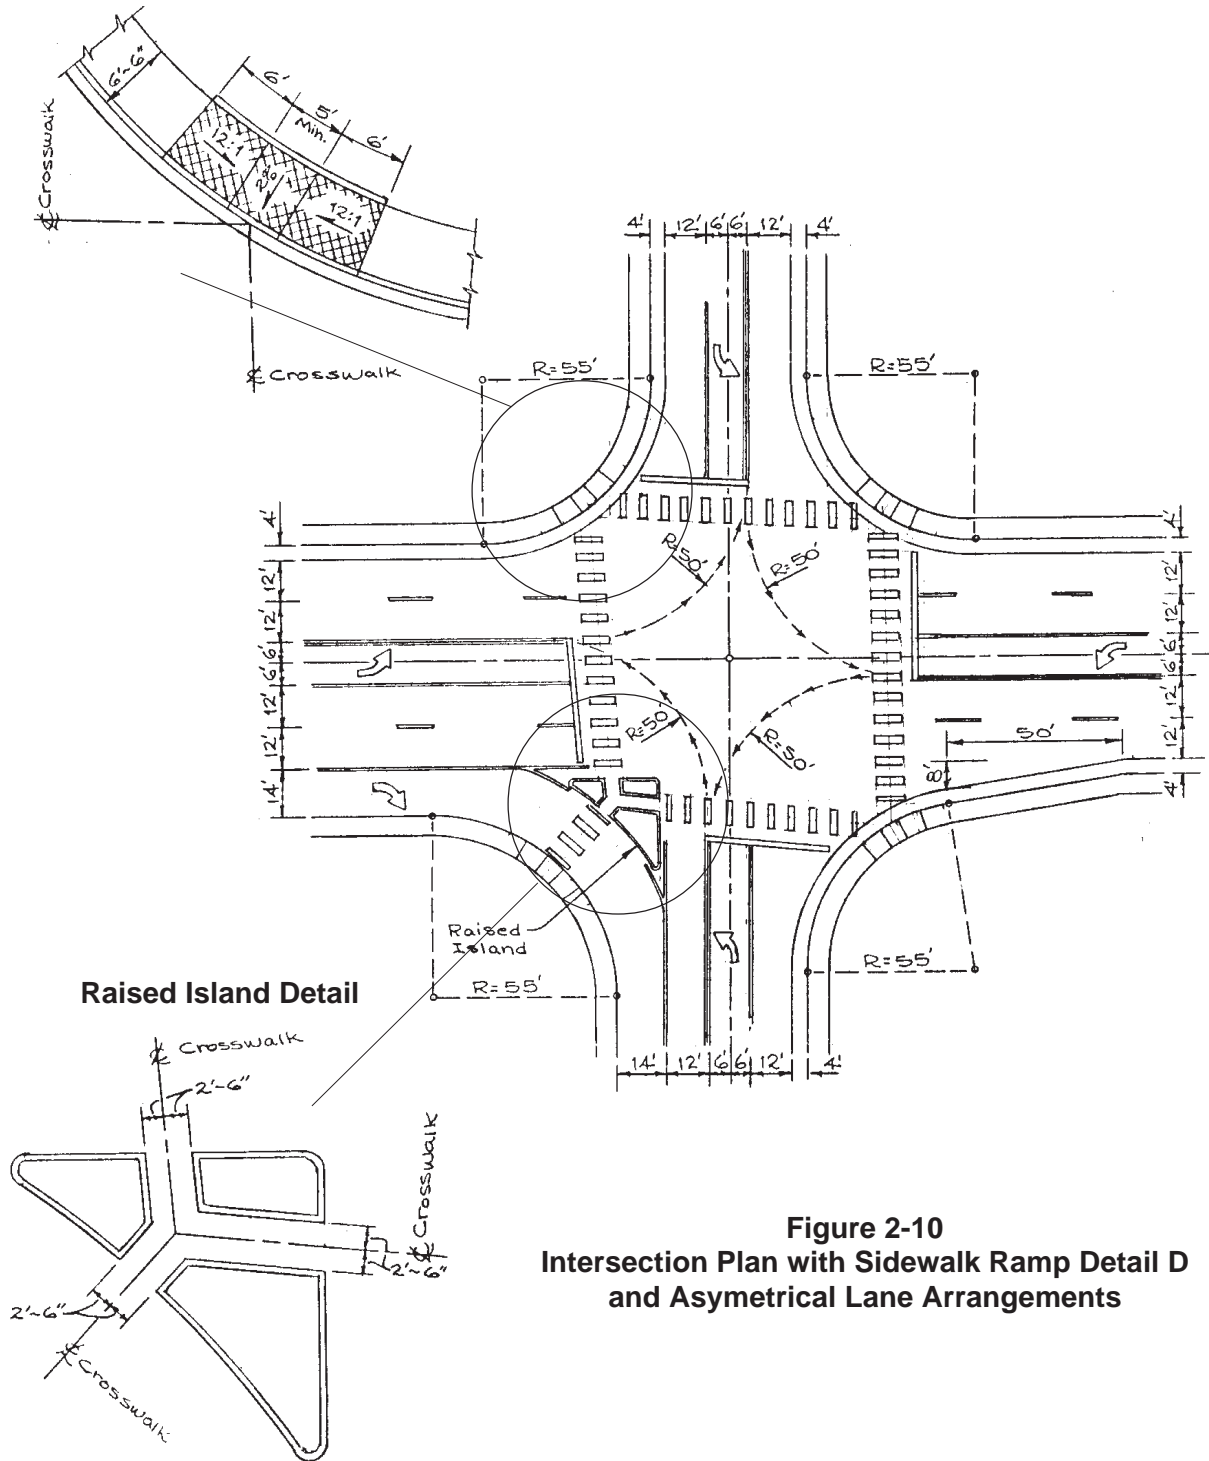 6'~6"
6'
5'
Min.
6'
12:1
2%
12:1
℄ Crosswalk
℄ Crosswalk
4' 12' 6' 6' 12' 4'
R=55'
R=55'
4'
12'
12'
6'
6'
12'
12'
14'
4'
12'
12'
6'
6'
12'
12'
4'
R=50'
R=50'
R=50
R=50'
50'
8'
Raised
Island
R=55'
R=55'
14' 12' 6' 6' 12' 4'
Raised Island Detail
℄ Crosswalk
2'~6"
℄ Crosswalk
2'~6"
2'~6"
℄ Crosswalk
Figure 2-10
Intersection Plan with Sidewalk Ramp Detail D
and Asymetrical Lane Arrangements